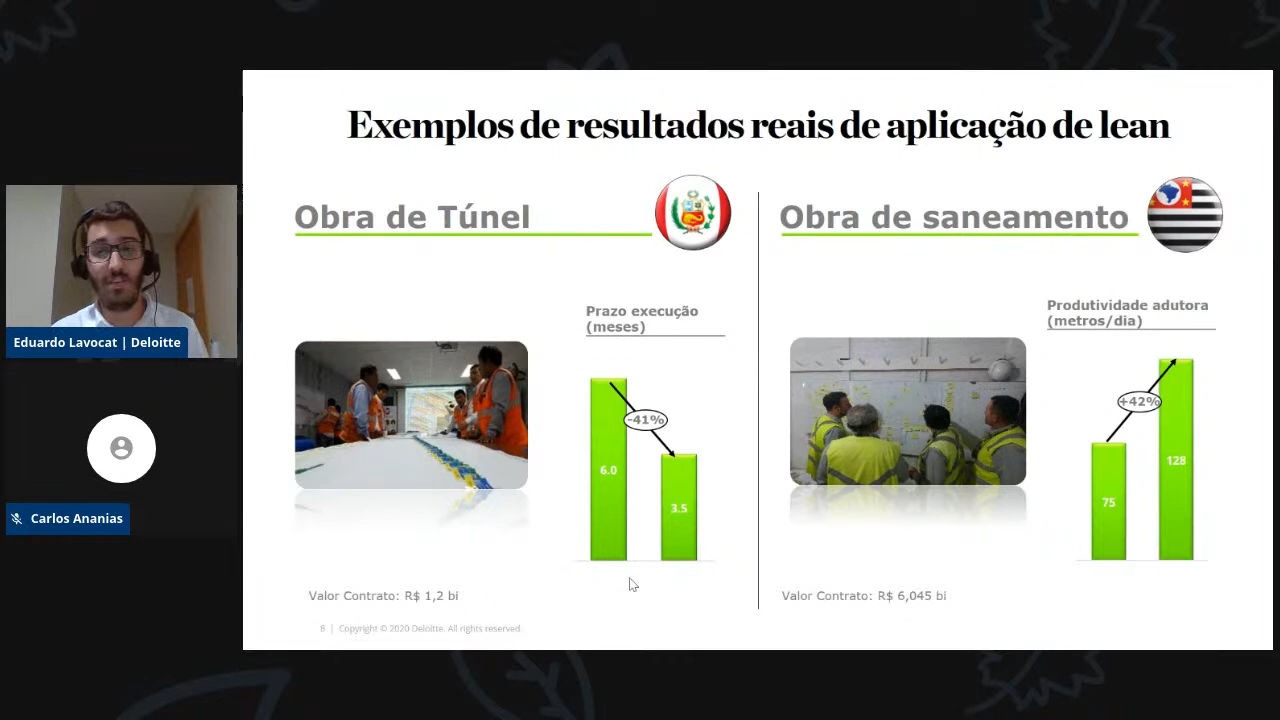 Exemplos de resultados reais de aplicação de lean
Obra de Túnel
Prazo execução
(meses)
-41%
6.0
3.5
Valor Contrato: R$ 1,2 bi
Obra de saneamento
Produtividade adutora
(metros/dia)
+42%
75
128
Valor Contrato: R$ 6,045 bi
8 | Copyright © 2020 Deloitte. All rights reserved.
Eduardo Lavocat | Deloitte
Carlos Ananias